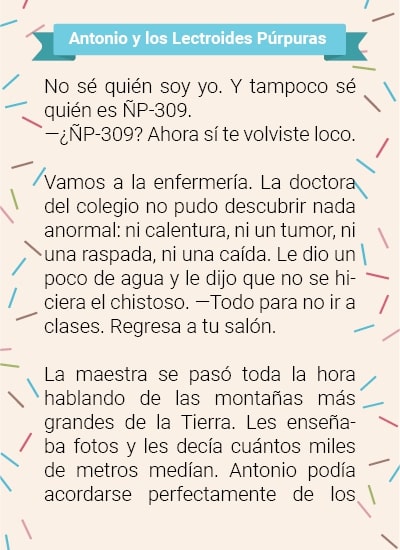 Antonio y los Lectroides Púrpuras
No sé quién soy yo. Y tampoco sé
quién es ÑP-309.
—¿ÑP-309? Ahora sí te volviste loco.
Vamos a la enfermería. La doctora
del colegio no pudo descubrir nada
anormal: ni calentura, ni un tumor, ni
una raspada, ni una caída. Le dio un
poco de agua y le dijo que no se hi-
ciera el chistoso. —Todo para no ir a
clases. Regresa a tu salón.
La maestra se pasó toda la hora
hablando de las montañas más
grandes de la Tierra. Les enseña-
ba fotos y les decía cuántos miles
de metros medían. Antonio podía
acordarse perfectamente de los